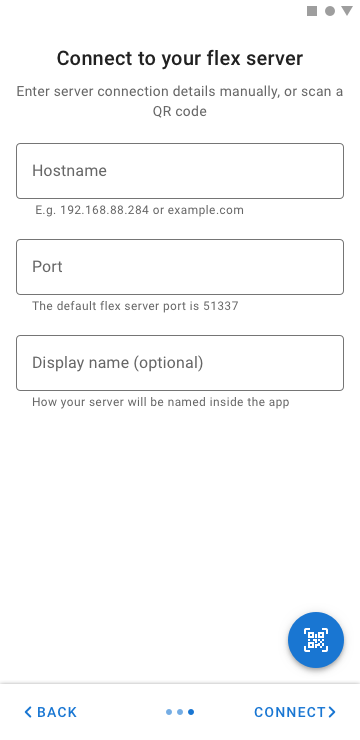 Connect to your flex server
Enter server connection details manually, or scan a
QR code
Hostname
E.g. 192.168.88.284 or example.com
Port
The default flex server port is 51337
Display name (optional)
How your server will be named inside the app
BACK
CONNECT